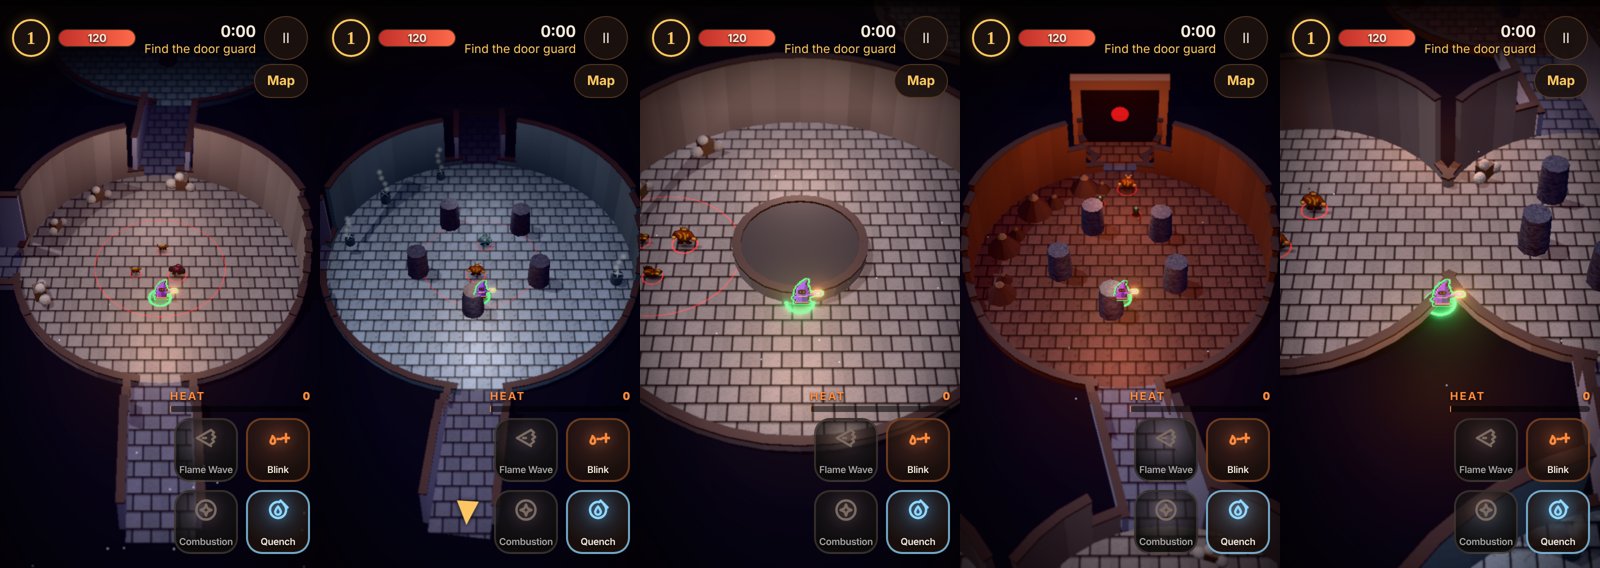 1 120 0:00
Find the door guard
Map
HEAT 0
Flame Wave Blink
Combustion Quench
1 120 0:00
Find the door guard
Map
HEAT 0
Flame Wave Blink
Combustion Quench
1 120 0:00
Find the door guard
Map
HEAT 0
Flame Wave Blink
Combustion Quench
1 120 0:00
Find the door guard
Map
HEAT 0
Flame Wave Blink
Combustion Quench
1 120 0:00
Find the door guard
Map
HEAT 0
Flame Wave Blink
Combustion Quench